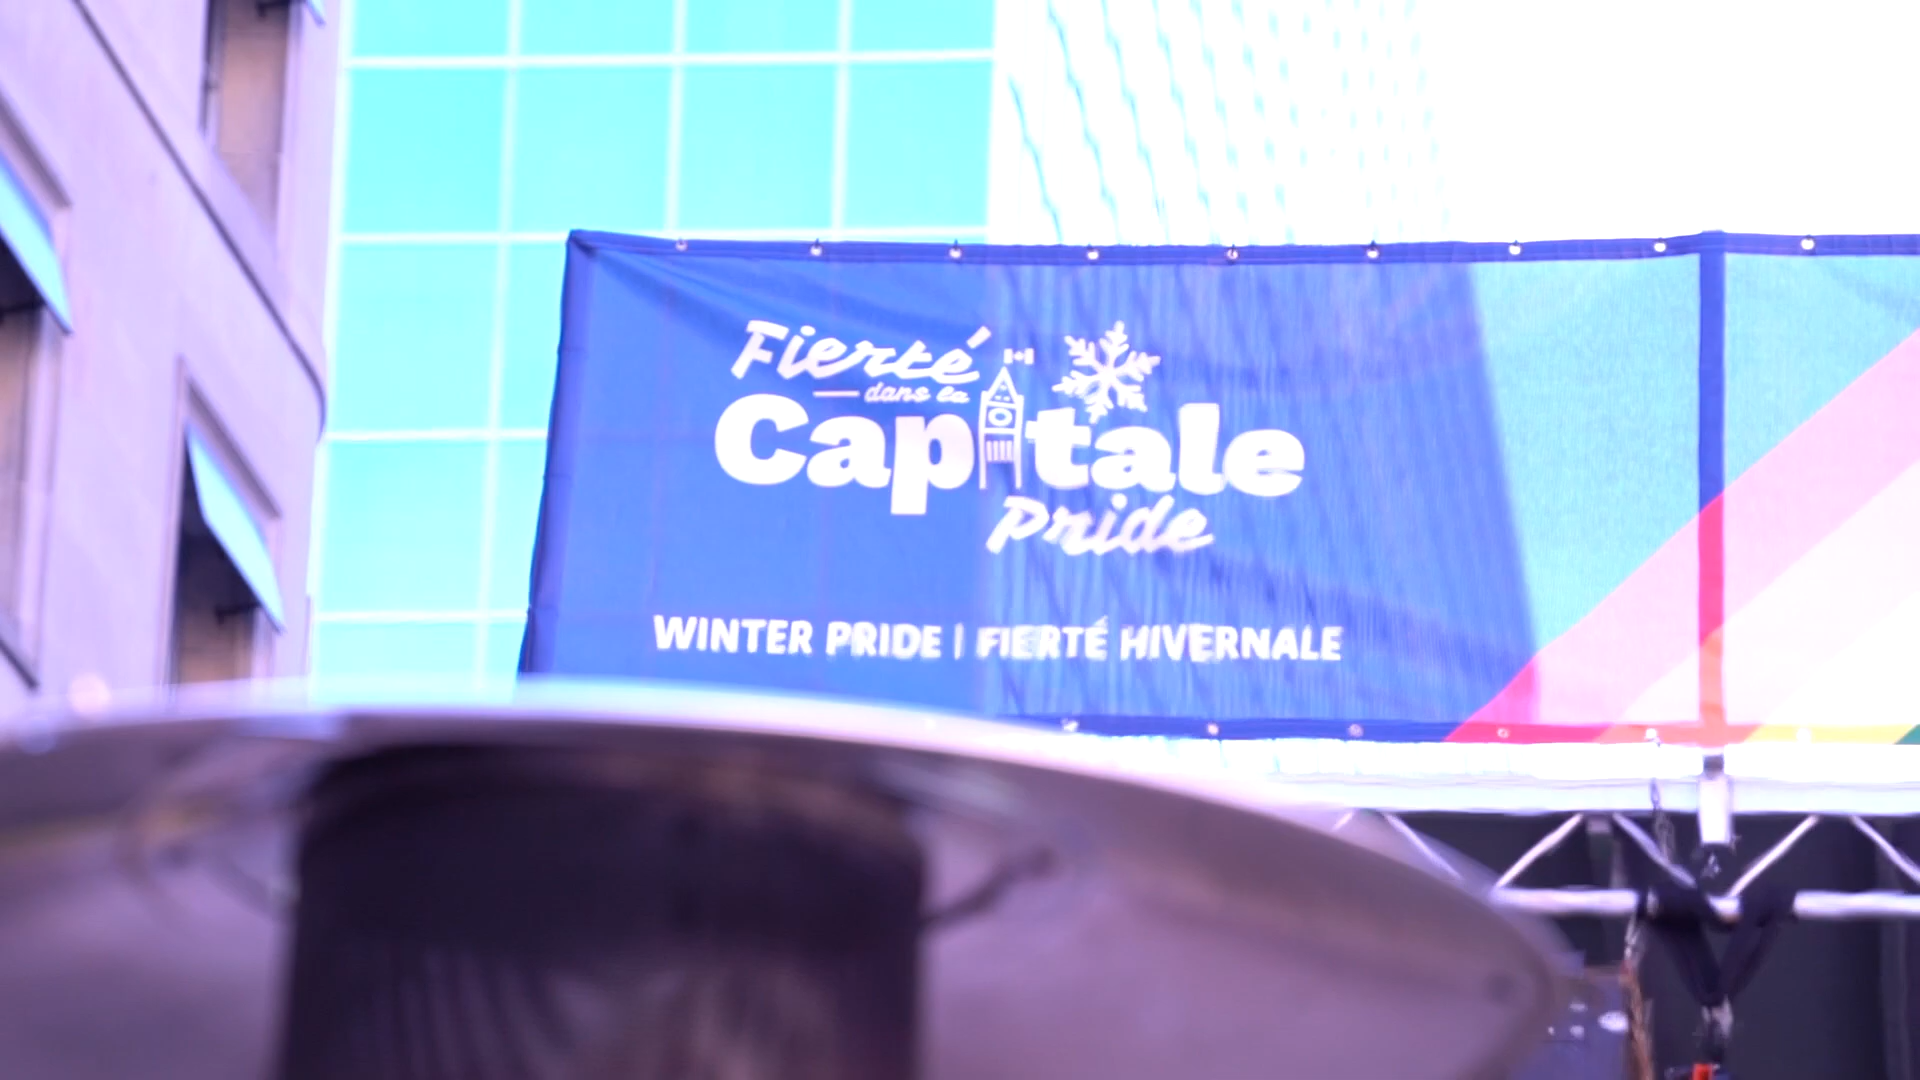 Fierté
dans la
Capitale
Pride
WINTER PRIDE | FIERTÉ HIVERNALE